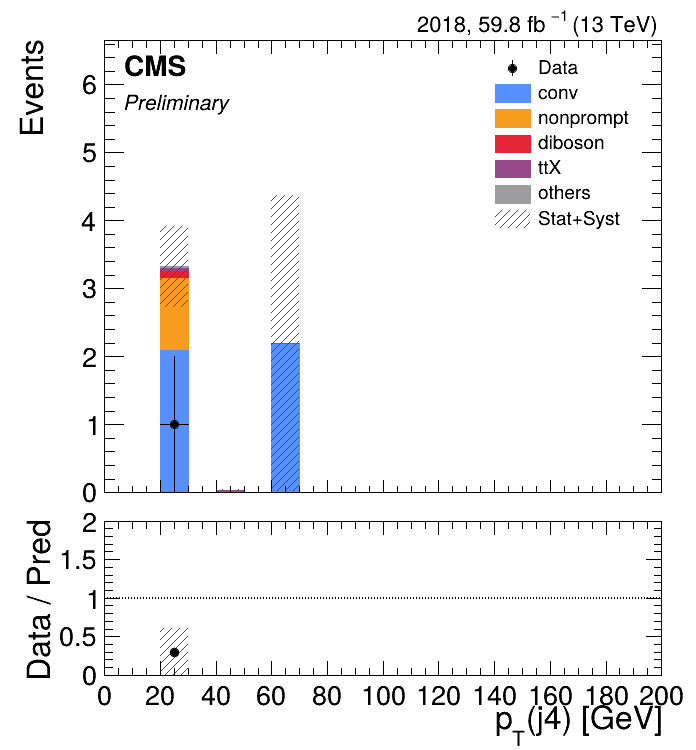 2018, 59.8 fb⁻¹ (13 TeV)
CMS
Preliminary
Events
6
5
4
3
2
1
0
Data
conv
nonprompt
diboson
ttX
others
Stat+Syst
Data / Pred
2
1.5
1
0.5
0
0 20 40 60 80 100 120 140 160 180 200
p_T(j4) [GeV]